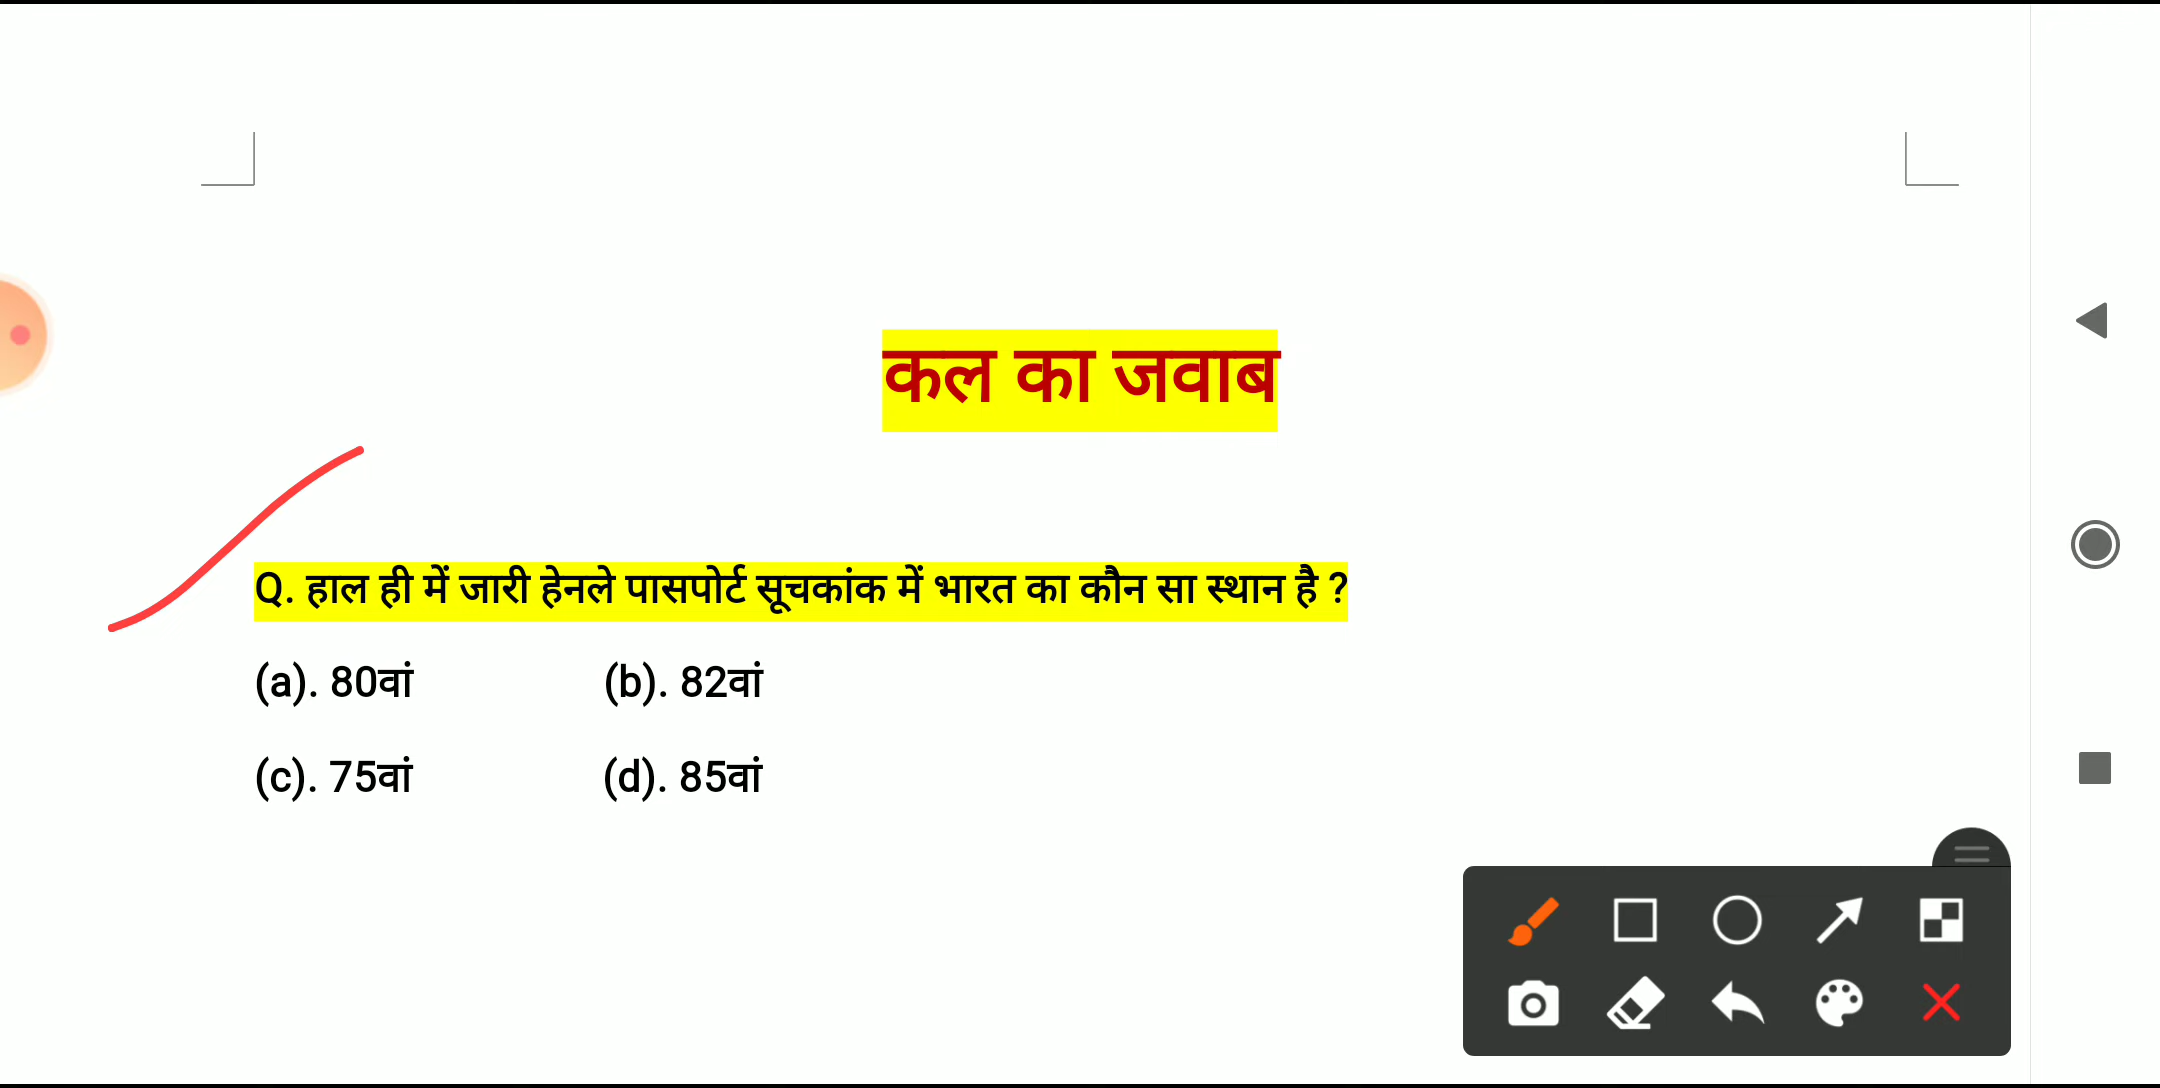 कल का जवाब
Q. हाल ही में जारी हेनले पासपोर्ट सूचकांक में भारत का कौन सा स्थान है ?
(a). 80वां (b). 82वां
(c). 75वां (d). 85वां